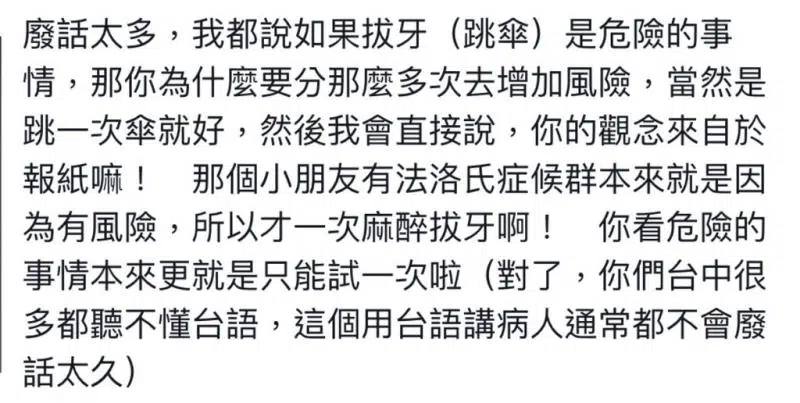 廢話太多，我都說如果拔牙（跳傘）是危險的事
情，那你為什麼要分那麼多次去增加風險，當然是
跳一次傘就好，然後我會直接說，你的觀念來自於
報紙嘛！　那個小朋友有法洛氏症候群本來就是因
為有風險，所以才一次麻醉拔牙啊！　你看危險的
事情本來更就是只能試一次啦（對了，你們台中很
多都聽不懂台語，這個用台語講病人通常都不會廢
話太久）